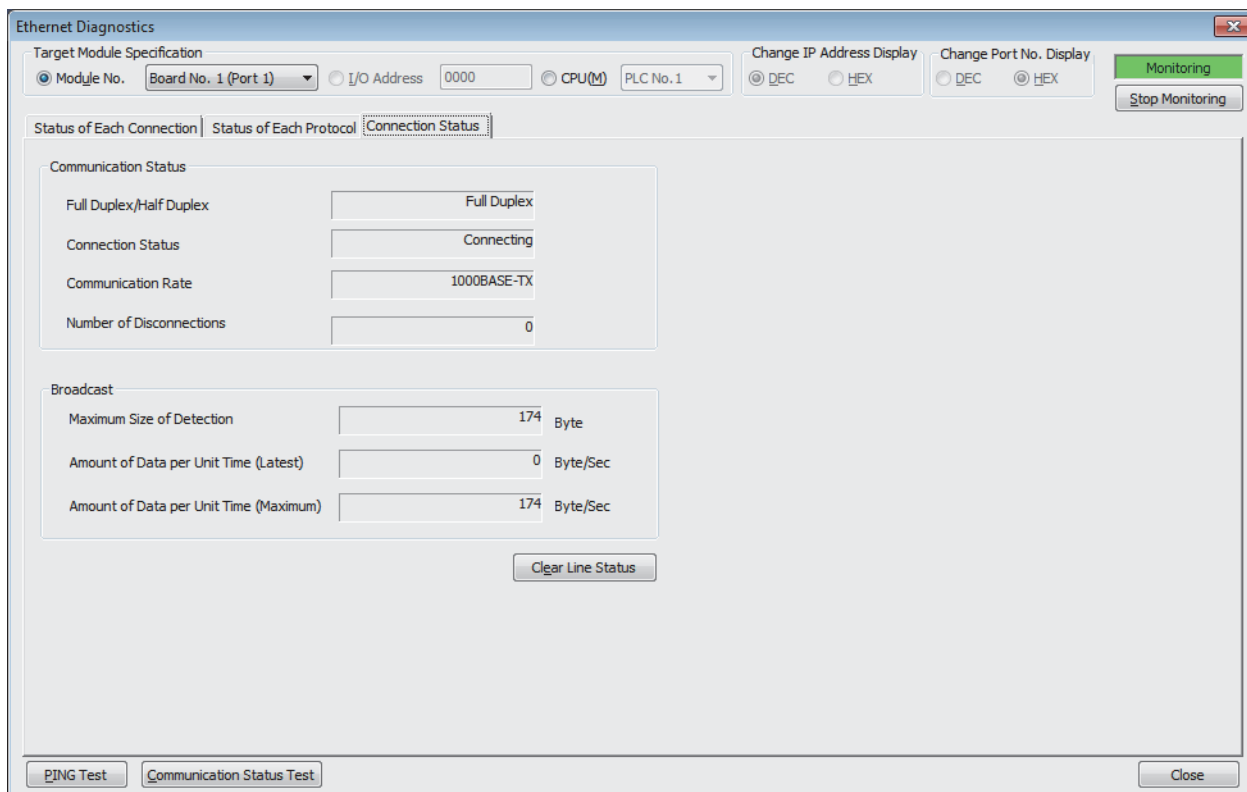 Ethernet Diagnostics
Target Module Specification
Module No. Board No. 1 (Port 1) I/O Address 0000 CPU(M) PLC No.1
Change IP Address Display
DEC HEX
Change Port No. Display
DEC HEX
Monitoring
Stop Monitoring
Status of Each Connection Status of Each Protocol Connection Status
Communication Status
Full Duplex/Half Duplex Full Duplex
Connection Status Connecting
Communication Rate 1000BASE-TX
Number of Disconnections 0
Broadcast
Maximum Size of Detection 174 Byte
Amount of Data per Unit Time (Latest) 0 Byte/Sec
Amount of Data per Unit Time (Maximum) 174 Byte/Sec
Clear Line Status
PING Test Communication Status Test Close